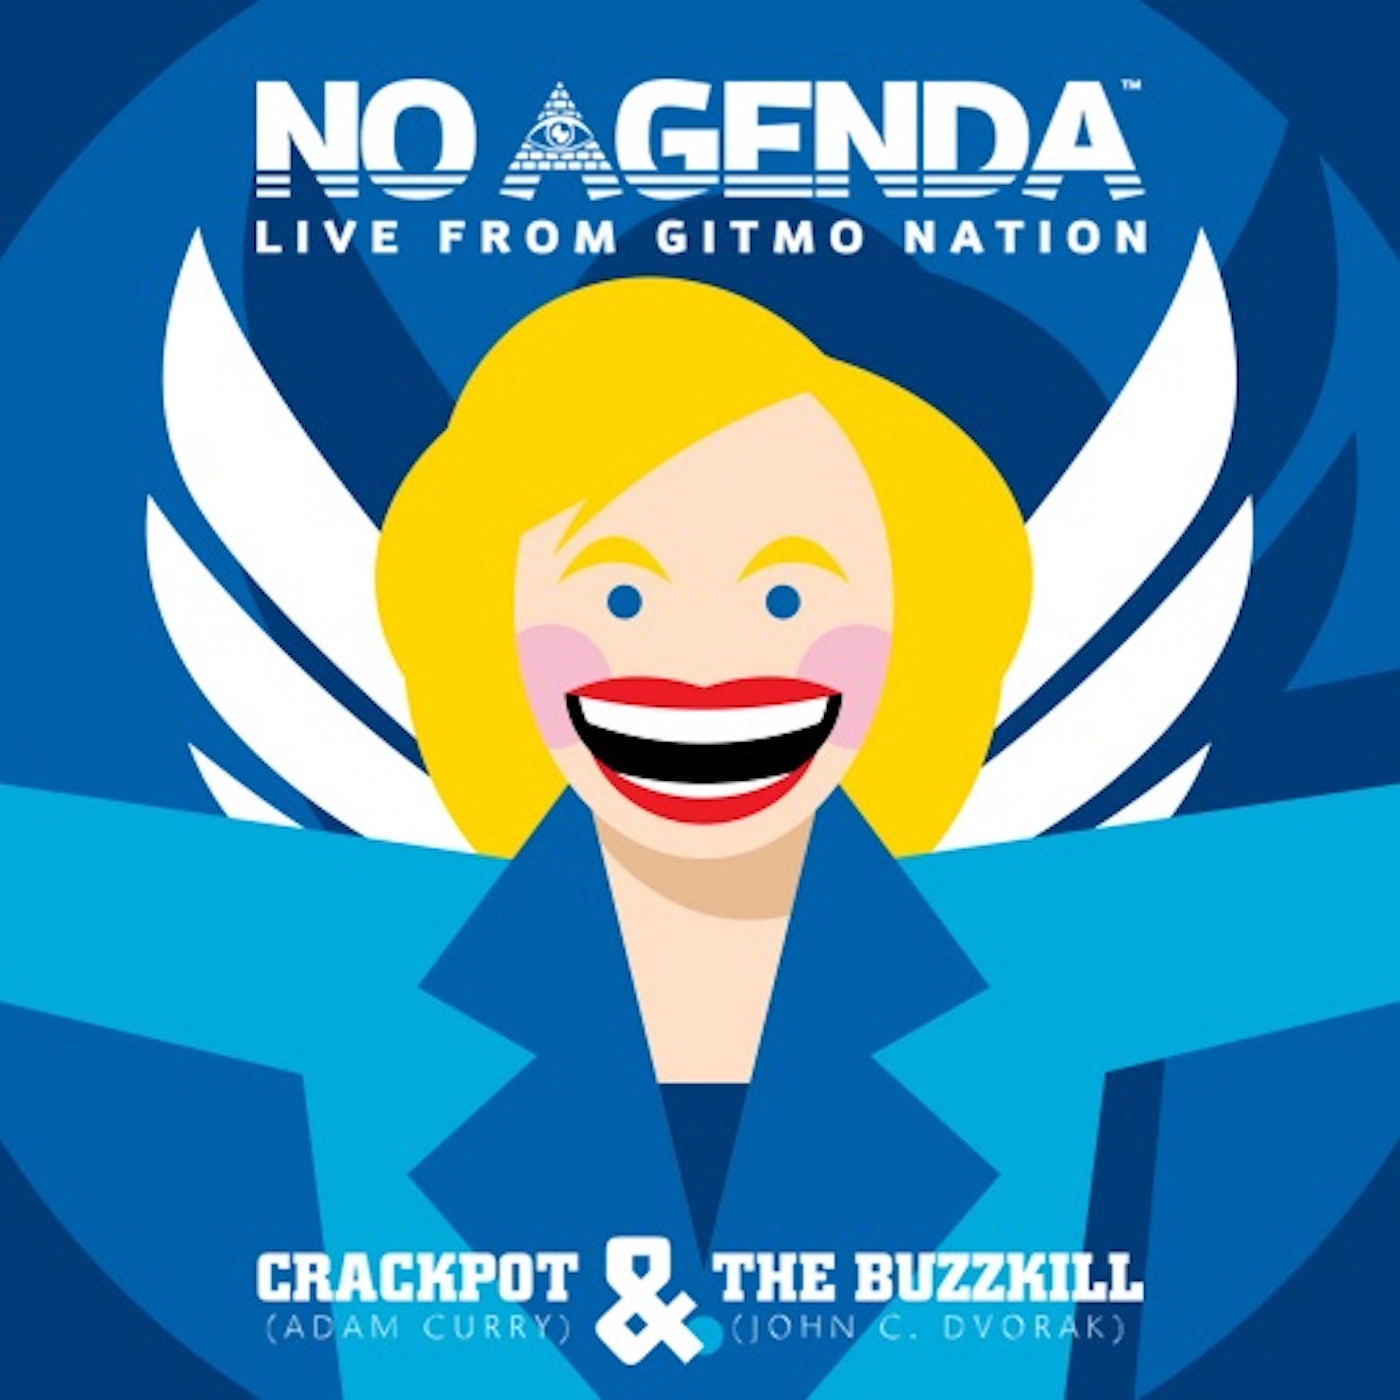 NO AGENDA™
LIVE FROM GITMO NATION
CRACKPOT & THE BUZZKILL
(ADAM CURRY) (JOHN C. DVORAK)